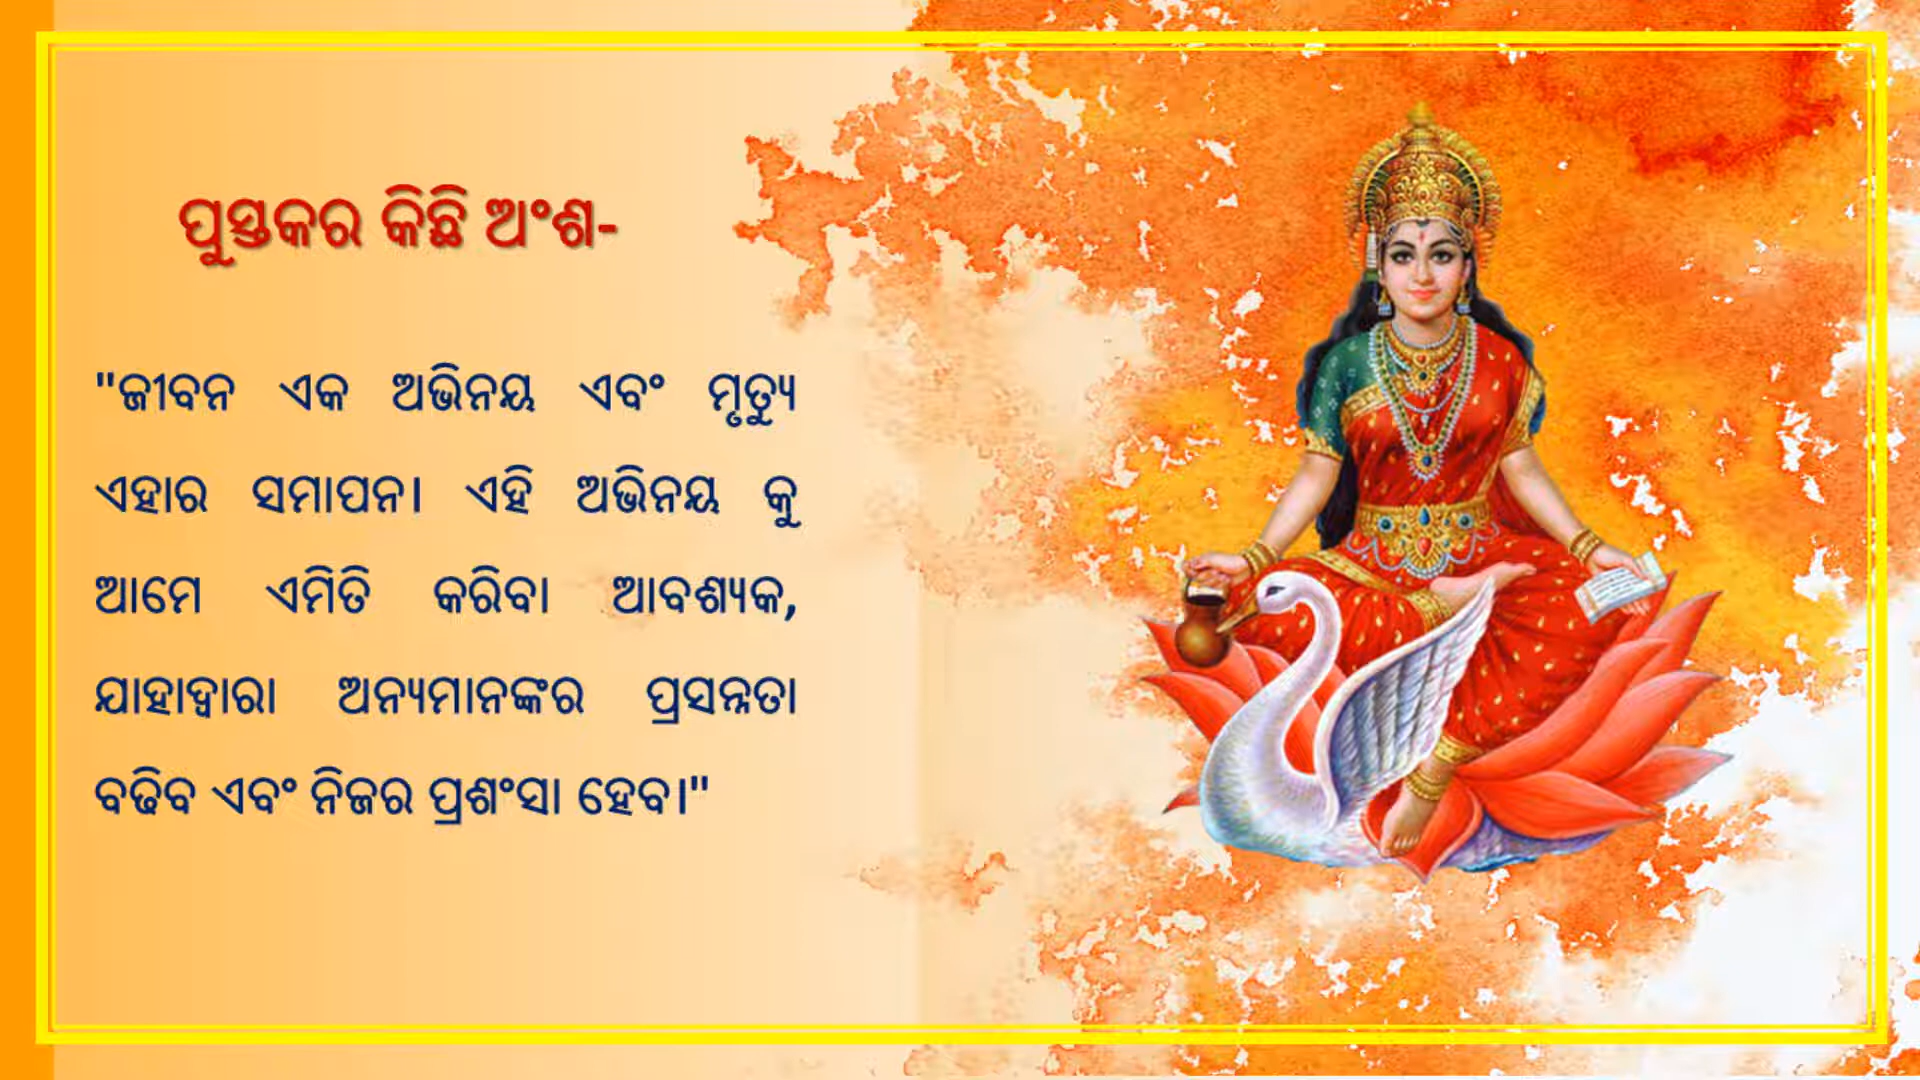 ପୁସ୍ତକର କିଛି ଅଂଶ-
"ଜୀବନ ଏକ ଅଭିନୟ ଏବଂ ମୃତ୍ୟୁ
ଏହାର ସମାପନ। ଏହି ଅଭିନୟ କୁ
ଆମେ ଏମିତି କରିବା ଆବଶ୍ୟକ,
ଯାହାଦ୍ୱାରା ଅନ୍ୟମାନଙ୍କର ପ୍ରସନ୍ନତା
ବଢିବ ଏବଂ ନିଜର ପ୍ରଶଂସା ହେବ।"